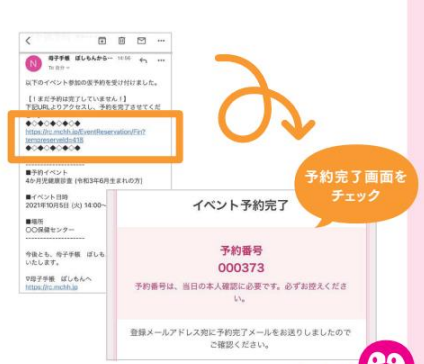 母子手帳 ぱしもんから… 14:50
To 自分
以下のイベント参加の仮予約を受け付けました。
【！まだ予約は完了していません！】
下記URLよりアクセスし、予約を完了させてくだ
◆◇◆◇◆◇◆
https://rc.mchh.jp/EventReservation/Fin?
tempreserveId=418
◆◇◆◇◆◇◆
■予約イベント
4か月児健康診査 (令和3年6月生まれの方)
■イベント日時
2021年10月5日 (火) 14:00~
■場所
〇〇保健センター
今後とも、母子手帳 ぱしも
いたします。
母子手帳 ぱしもんへ
https://rc.mchh.jp
予約完了画面を
チェック
イベント予約完了
予約番号
000373
予約番号は、当日の本人確認に必要です。必ずお控えくださ
い。
登録メールアドレス宛に予約完了メールをお送りしましたので
ご確認ください。